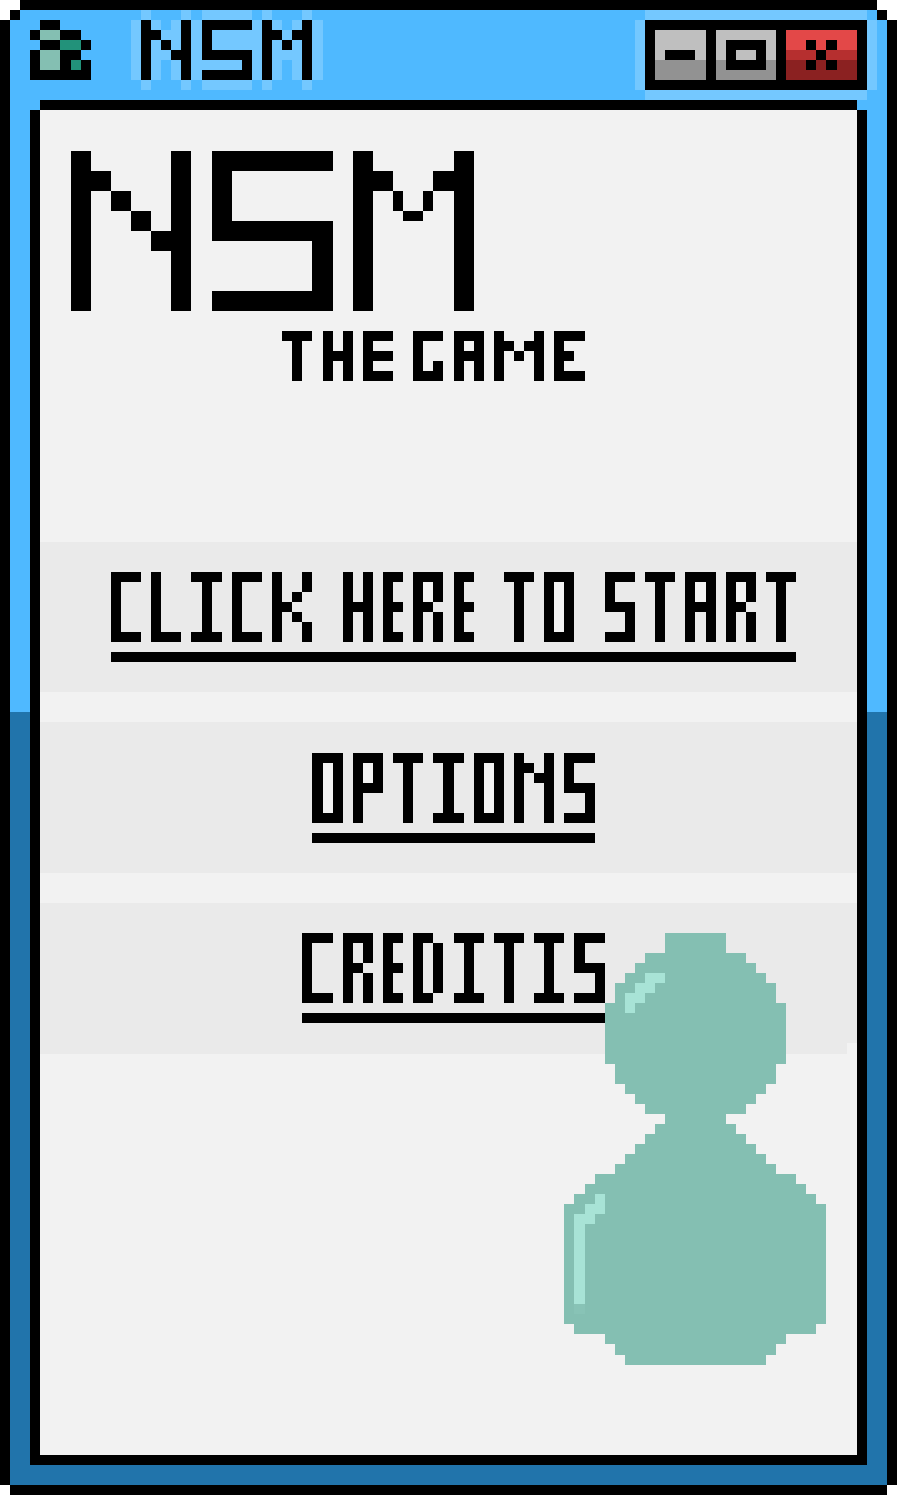 NSM
NSM
THE GAME
CLICK HERE TO START
OPTIONS
CREDITIS